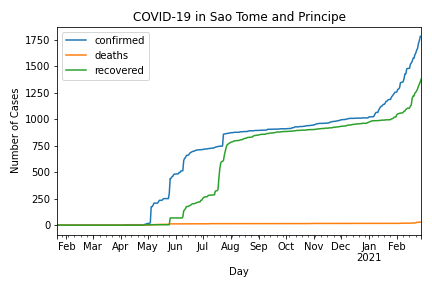 COVID-19 in Sao Tome and Principe
confirmed
deaths
recovered
Number of Cases
1750
1500
1250
1000
750
500
250
0
Feb Mar Apr May Jun Jul Aug Sep Oct Nov Dec Jan Feb
2021
Day